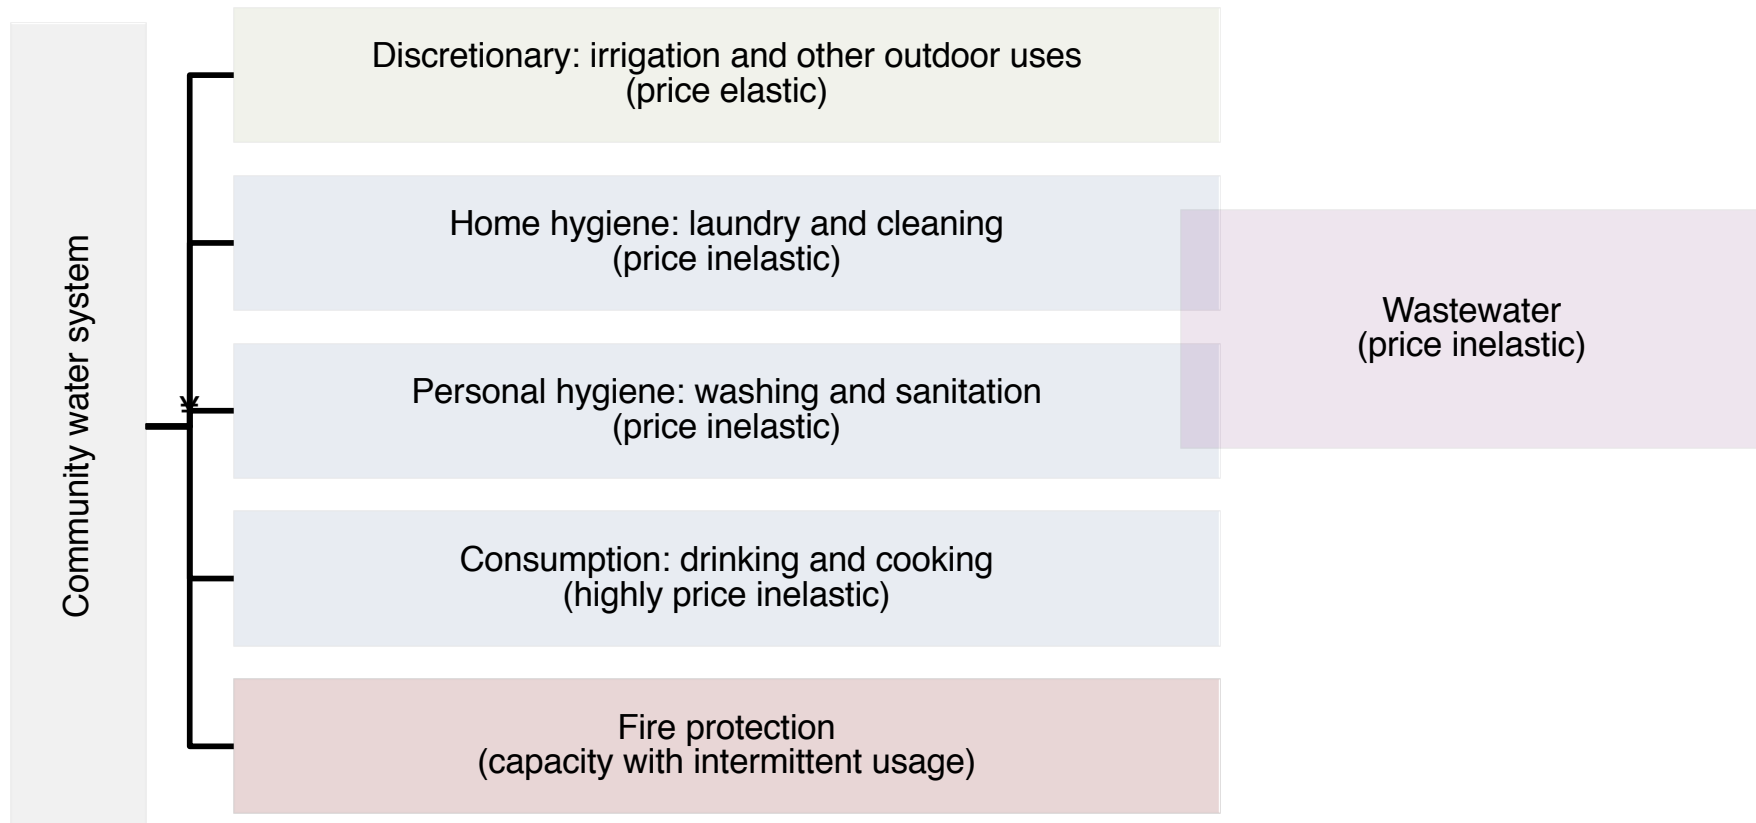 Community water system
Discretionary: irrigation and other outdoor uses
(price elastic)
Home hygiene: laundry and cleaning
(price inelastic)
Wastewater
(price inelastic)
Personal hygiene: washing and sanitation
(price inelastic)
¥
Consumption: drinking and cooking
(highly price inelastic)
Fire protection
(capacity with intermittent usage)